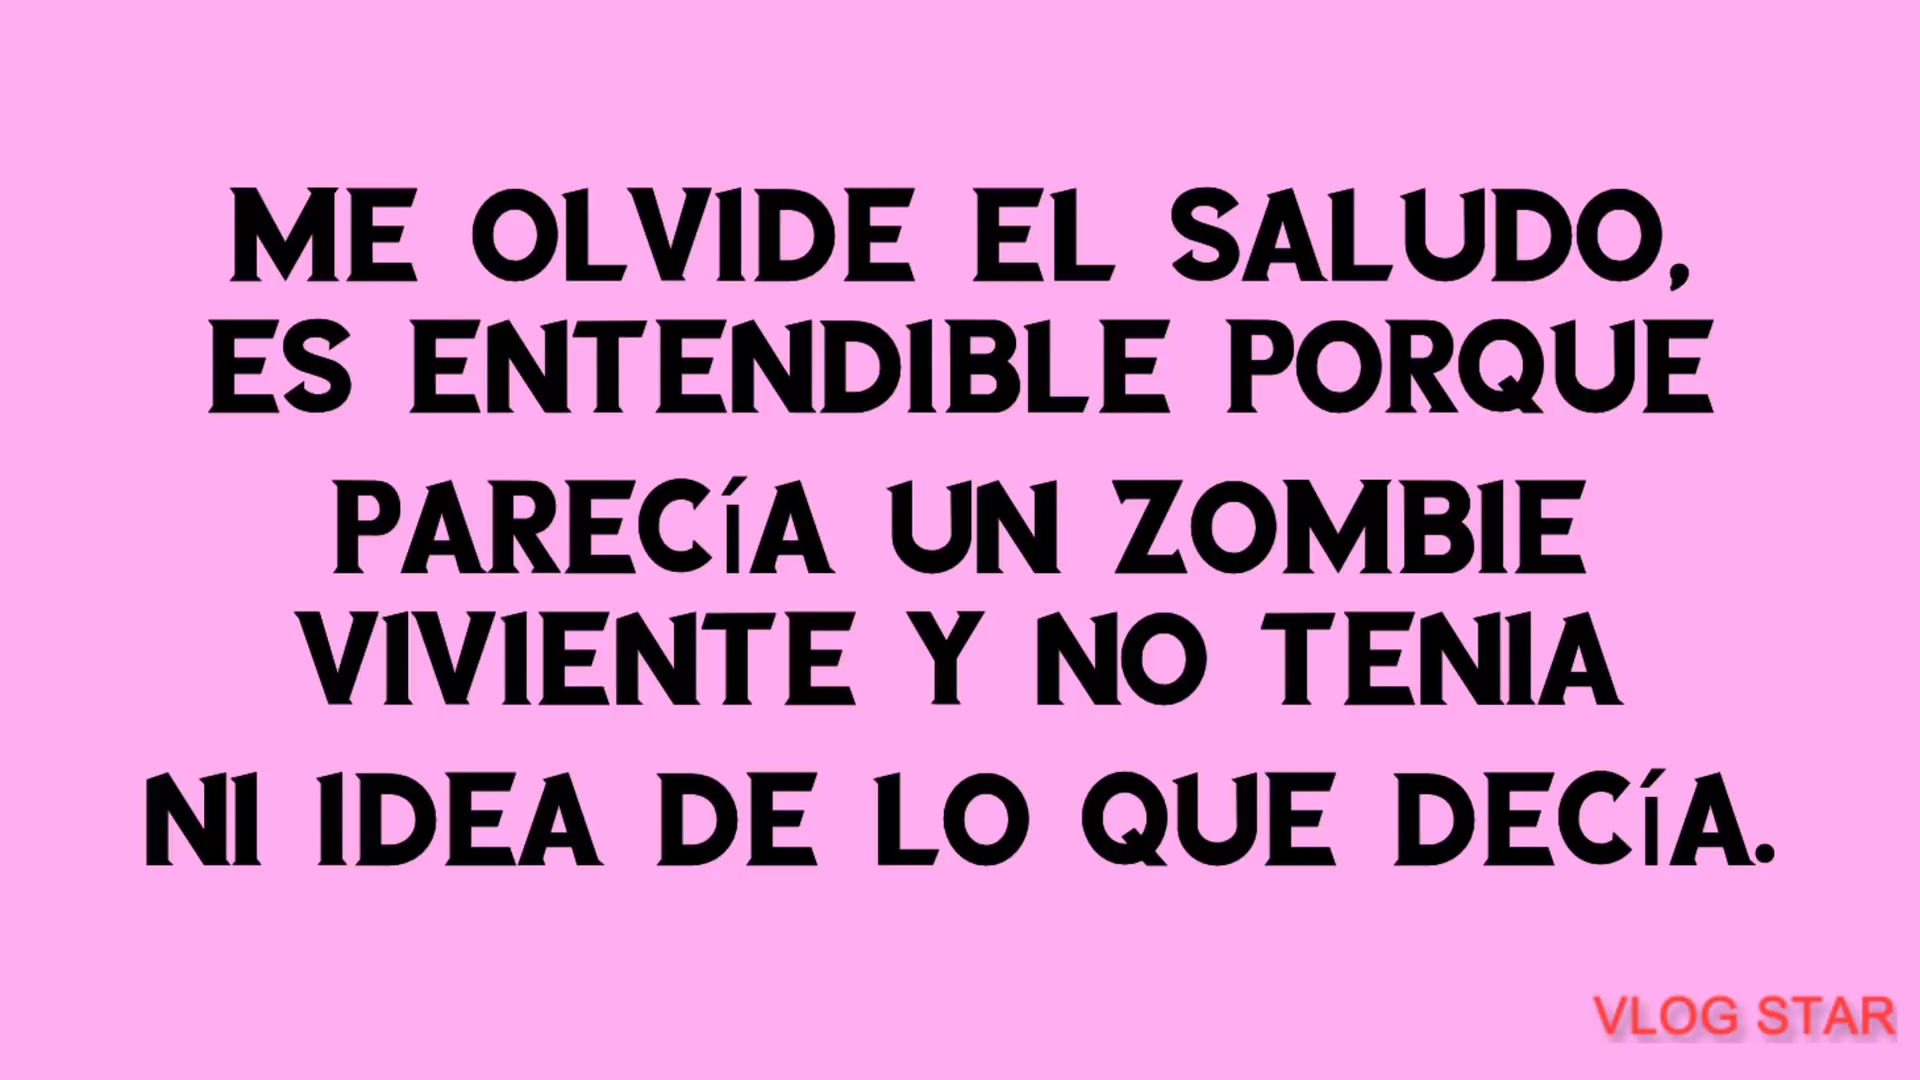 ME OLVIDE EL SALUDO,
ES ENTENDIBLE PORQUE
PARECÍA UN ZOMBIE
VIVIENTE Y NO TENIA
NI IDEA DE LO QUE DECÍA.
VLOG STAR